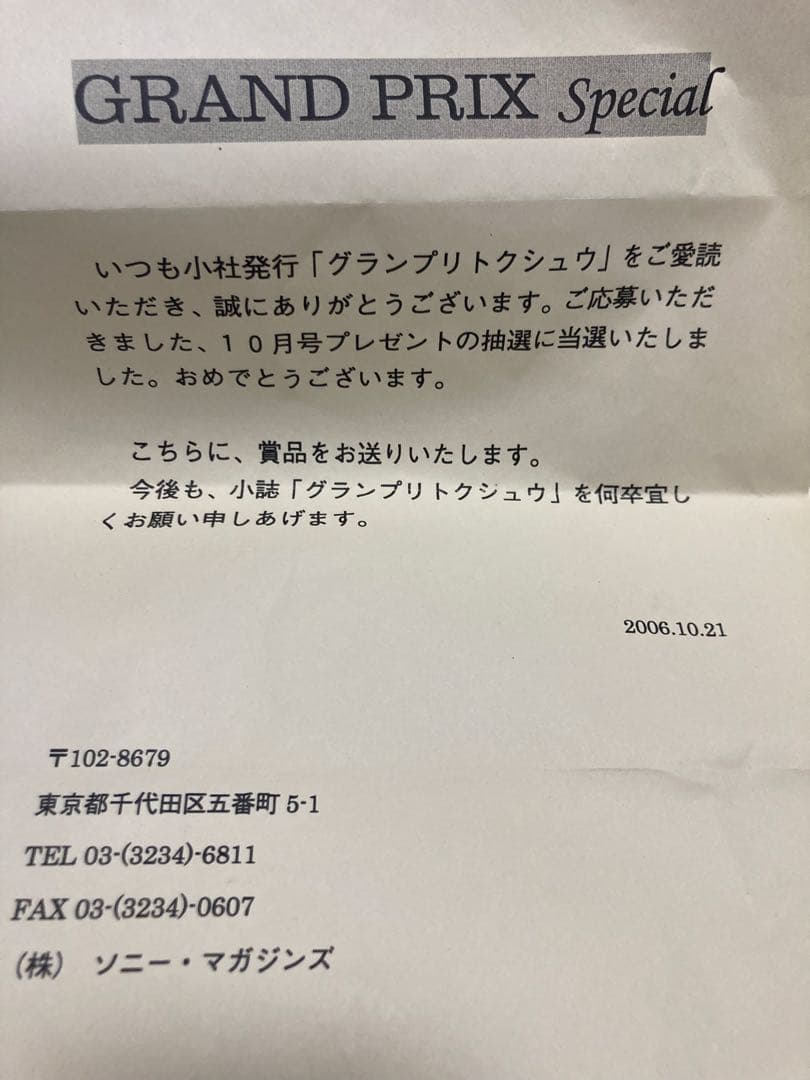 GRAND PRIX Special
いつも小社発行「グランプリトクシュウ」をご愛読
いただき、誠にありがとうございます。ご応募いただ
きました、１０月号プレゼントの抽選に当選いたしま
した。おめでとうございます。
こちらに、賞品をお送りいたします。
今後も、小誌「グランプリトクシュウ」を何卒宜し
くお願い申しあげます。
2006.10.21
〒102-8679
東京都千代田区五番町 5-1
TEL 03-(3234)-6811
FAX 03-(3234)-0607
(株)　ソニー・マガジンズ